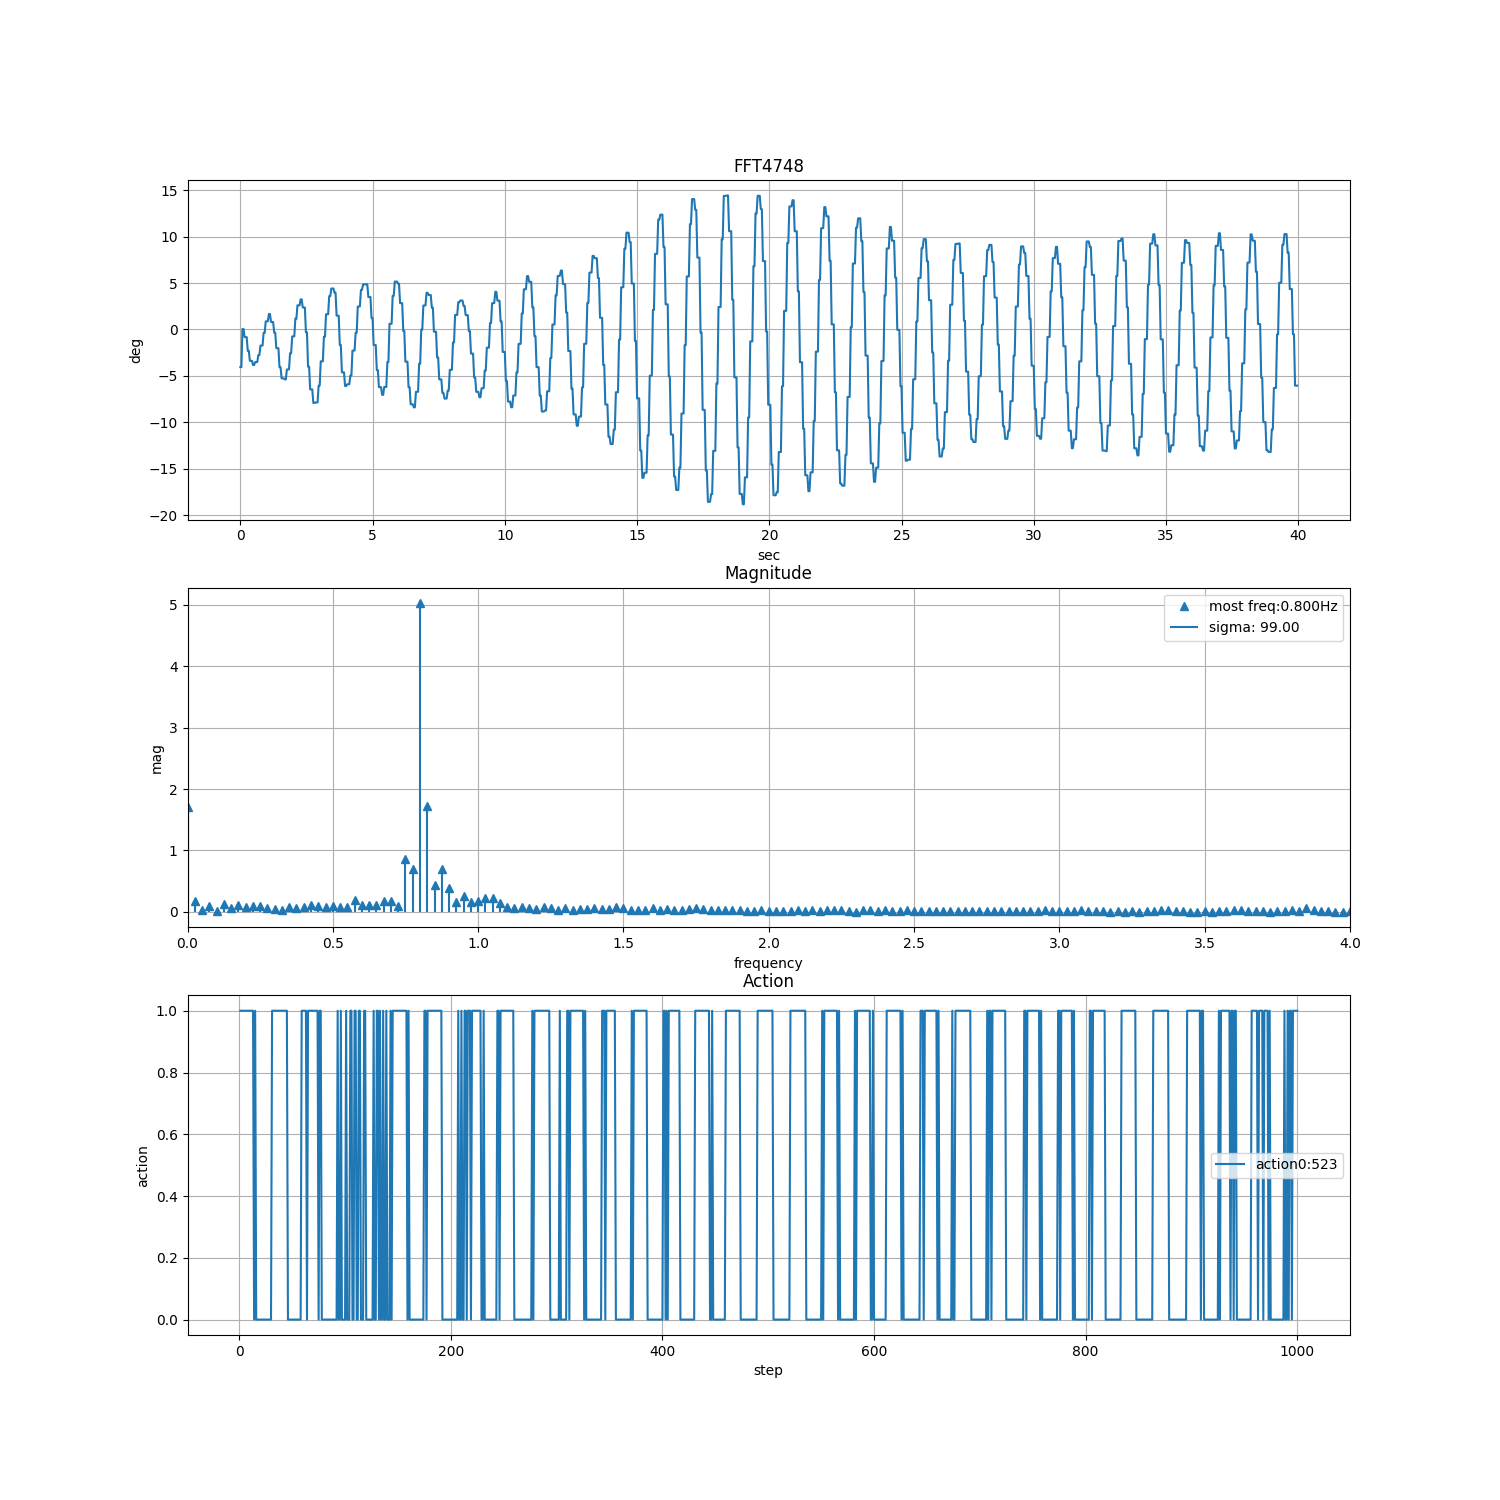 FFT4748
15
10
5
0
−5
−10
−15
−20
deg
0 5 10 15 20 25 30 35 40
sec
Magnitude
most freq:0.800Hz
sigma: 99.00
5
4
3
2
1
0
mag
0.0 0.5 1.0 1.5 2.0 2.5 3.0 3.5 4.0
frequency
Action
1.0
0.8
0.6
0.4
0.2
0.0
action
action0:523
0 200 400 600 800 1000
step